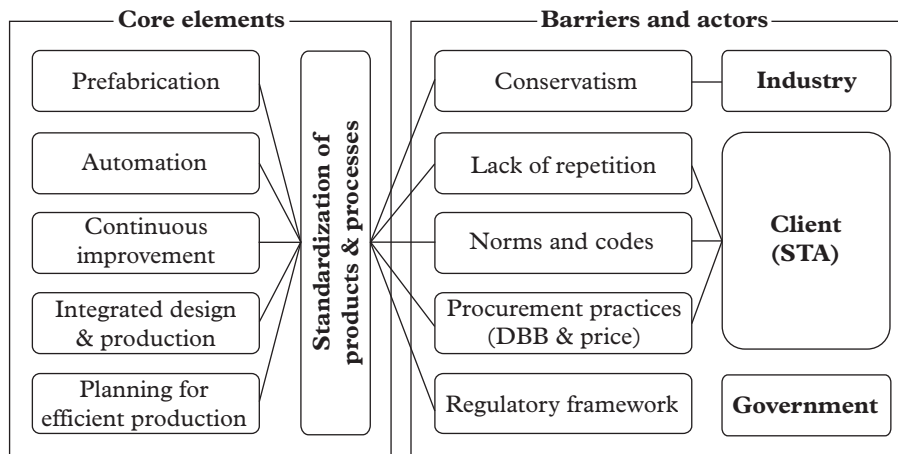 Core elements
Prefabrication
Automation
Continuous
improvement
Integrated design
& production
Planning for
efficient production
Standardization of
products & processes
Barriers and actors
Conservatism
Lack of repetition
Norms and codes
Procurement practices
(DBB & price)
Regulatory framework
Industry
Client
(STA)
Government